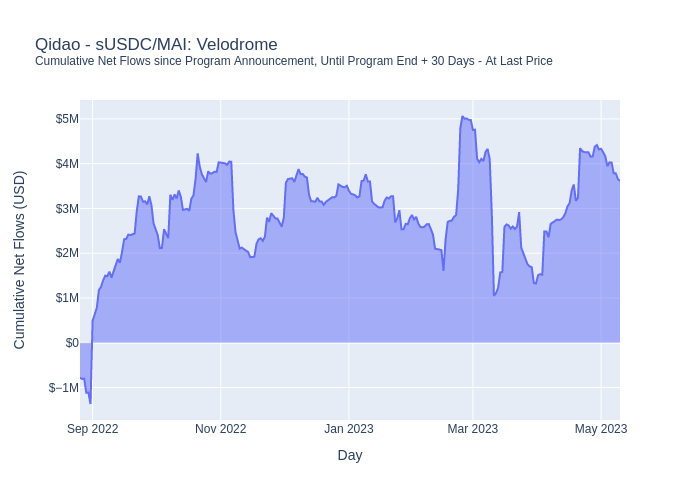 Qidao - sUSDC/MAI: Velodrome
Cumulative Net Flows since Program Announcement, Until Program End + 30 Days - At Last Price
$5M
$4M
$3M
$2M
$1M
$0
$−1M
Cumulative Net Flows (USD)
Sep 2022
Nov 2022
Jan 2023
Mar 2023
May 2023
Day